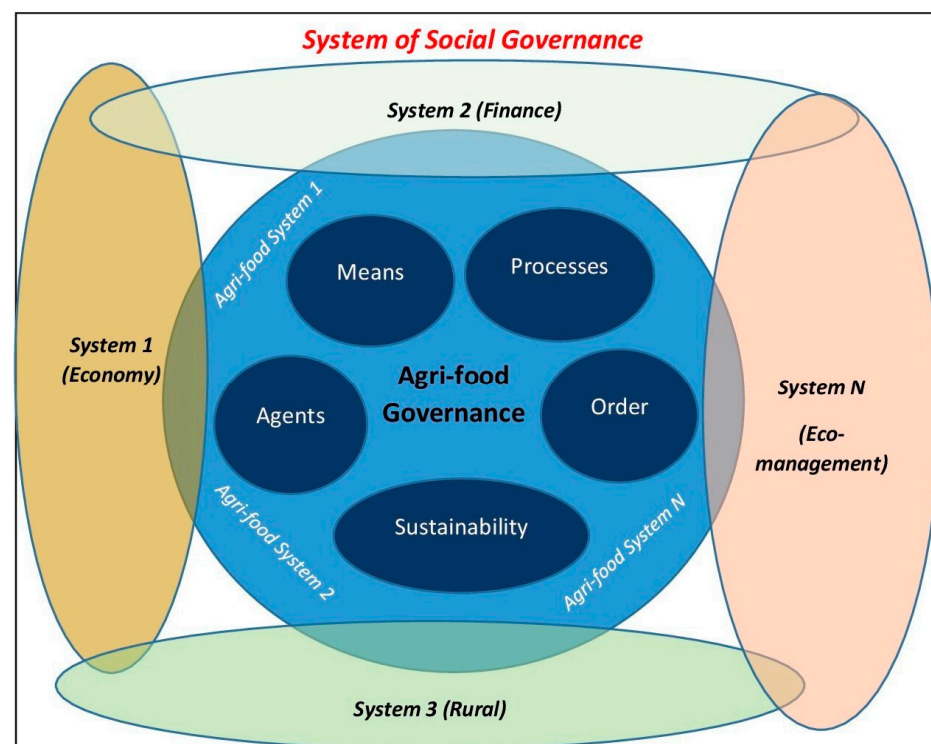 System of Social Governance
System 2 (Finance)
Agri-food System 1
Means
Processes
System 1
(Economy)
Agri-food
Governance
Agents
Order
System N
(Eco-
management)
Agri-food System 2
Sustainability
Agri-food System N
System 3 (Rural)